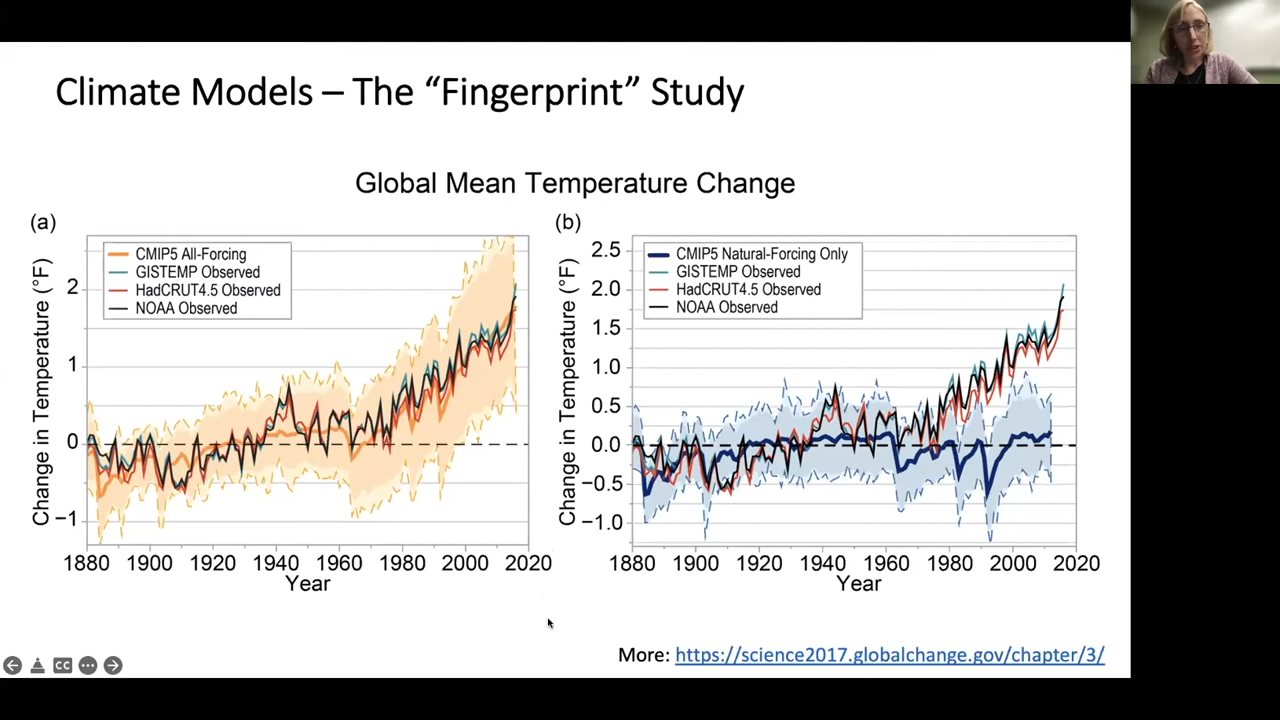 Climate Models – The “Fingerprint” Study
Global Mean Temperature Change
(a)
CMIP5 All-Forcing
GISTEMP Observed
HadCRUT4.5 Observed
NOAA Observed
Change in Temperature (°F)
2
1
0
−1
1880 1900 1920 1940 1960 1980 2000 2020
Year
(b)
CMIP5 Natural-Forcing Only
GISTEMP Observed
HadCRUT4.5 Observed
NOAA Observed
Change in Temperature (°F)
2.5
2.0
1.5
1.0
0.5
0.0
−0.5
−1.0
1880 1900 1920 1940 1960 1980 2000 2020
Year
More: https://science2017.globalchange.gov/chapter/3/
CC